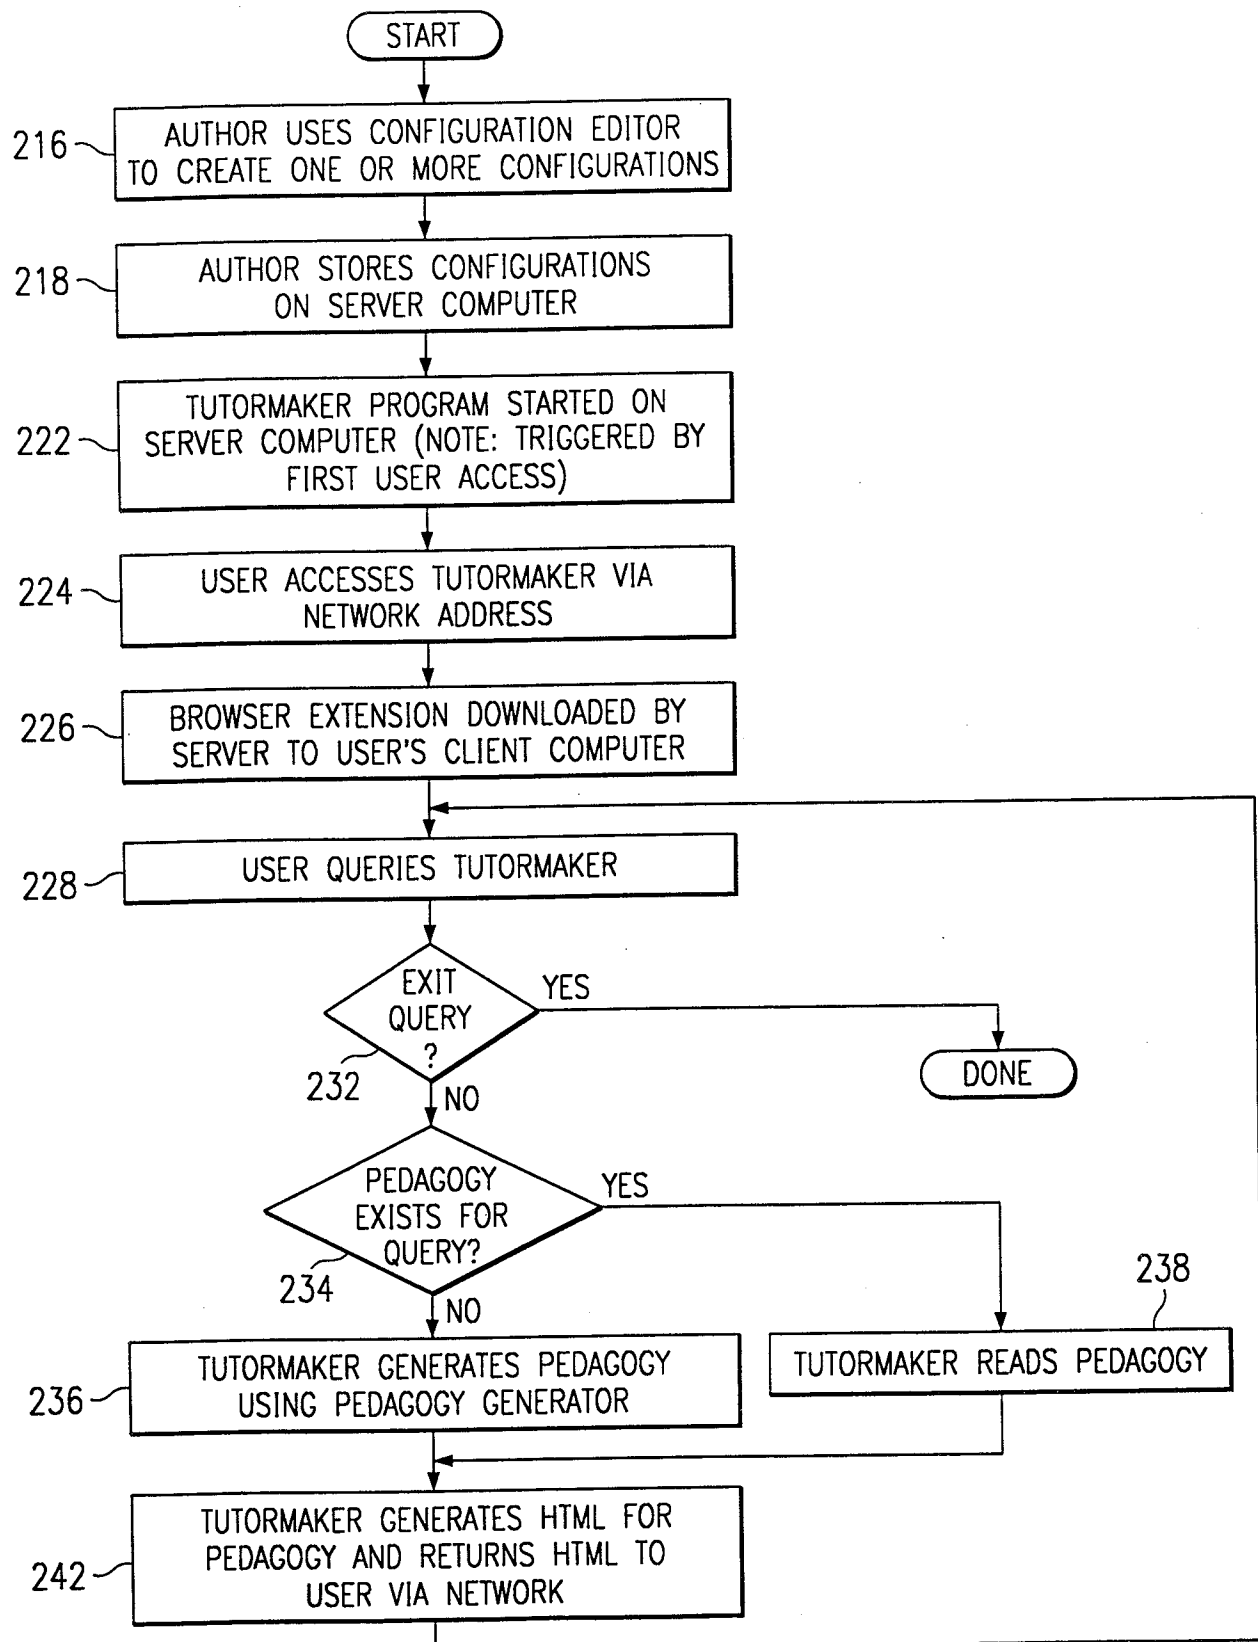 START
216
AUTHOR USES CONFIGURATION EDITOR
TO CREATE ONE OR MORE CONFIGURATIONS
218
AUTHOR STORES CONFIGURATIONS
ON SERVER COMPUTER
222
TUTORMAKER PROGRAM STARTED ON
SERVER COMPUTER (NOTE: TRIGGERED BY
FIRST USER ACCESS)
224
USER ACCESSES TUTORMAKER VIA
NETWORK ADDRESS
226
BROWSER EXTENSION DOWNLOADED BY
SERVER TO USER'S CLIENT COMPUTER
228
USER QUERIES TUTORMAKER
EXIT
QUERY
?
YES
232
NO
DONE
PEDAGOGY
EXISTS FOR
QUERY?
YES
234
NO
238
TUTORMAKER READS PEDAGOGY
236
TUTORMAKER GENERATES PEDAGOGY
USING PEDAGOGY GENERATOR
242
TUTORMAKER GENERATES HTML FOR
PEDAGOGY AND RETURNS HTML TO
USER VIA NETWORK